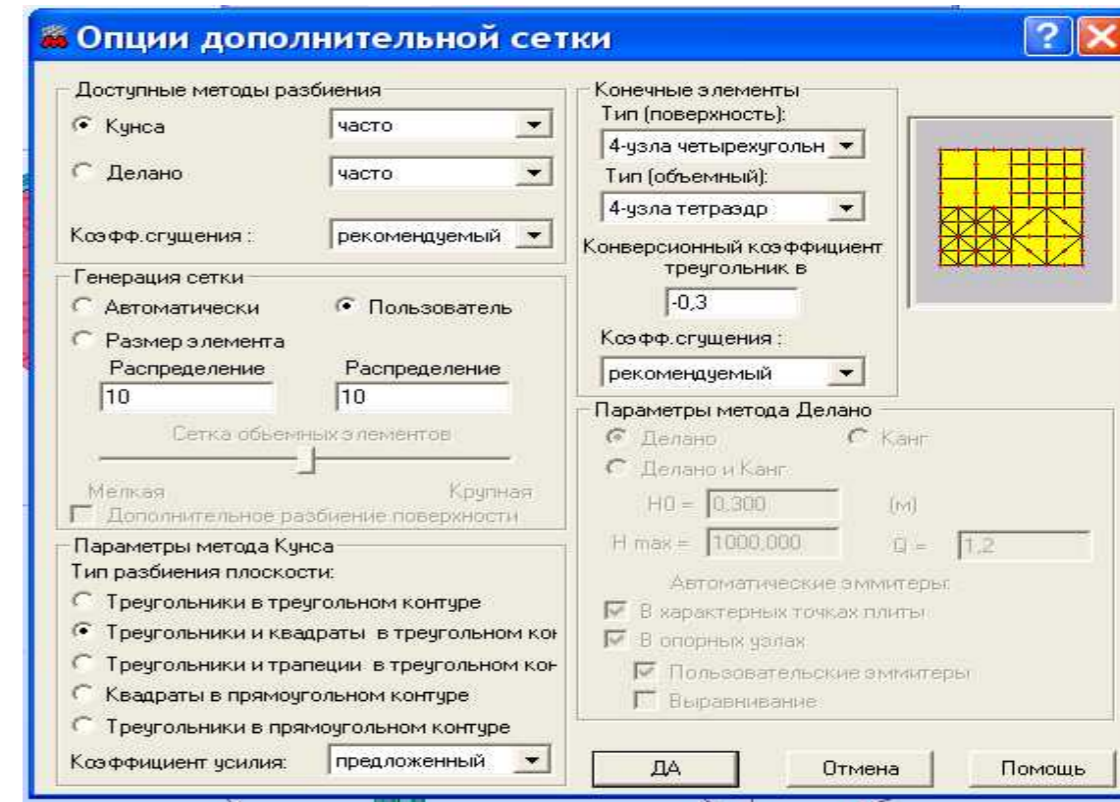 Опции дополнительной сетки
Доступные методы разбиения
Кунса
часто
Делано
часто
Коэфф.сгущения :
рекомендуемый
Генерация сетки
Автоматически
Пользователь
Размер элемента
Распределение
Распределение
10
10
Сетка объемных элементов
Мелкая
Крупная
Дополнительное разбиение поверхности
Параметры метода Кунса
Тип разбиения плоскости:
Треугольники в треугольном контуре
Треугольники и квадраты в треугольном кон
Треугольники и трапеции в треугольном кон
Квадраты в прямоугольном контуре
Треугольники в прямоугольном контуре
Коэффициент усилия:
предложенный
Конечные элементы
Тип (поверхность):
4-узла четырехугольн
Тип (объемный):
4-узла тетраэдр
Конверсионный коэффициент
треугольник в
-0,3
Коэфф.сгущения :
рекомендуемый
Параметры метода Делано
Делано
Канг
Делано и Канг
H0 =
0,300
(м)
H max =
1000,000
Q =
1,2
Автоматические эммитеры:
В характерных точках плиты
В опорных узлах
Пользовательские эммитеры
Выравнивание
ДА
Отмена
Помощь